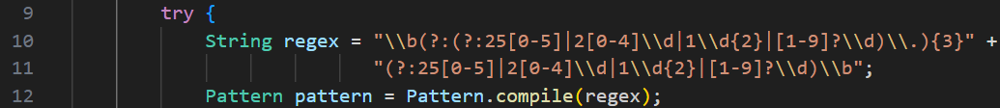 9 try {
10 String regex = "\\b(?:(?:25[0-5]|2[0-4]\\d|1\\d{2}|[1-9]?\\d)\\.){3}" +
11 "(?:25[0-5]|2[0-4]\\d|1\\d{2}|[1-9]?\\d)\\b";
12 Pattern pattern = Pattern.compile(regex);